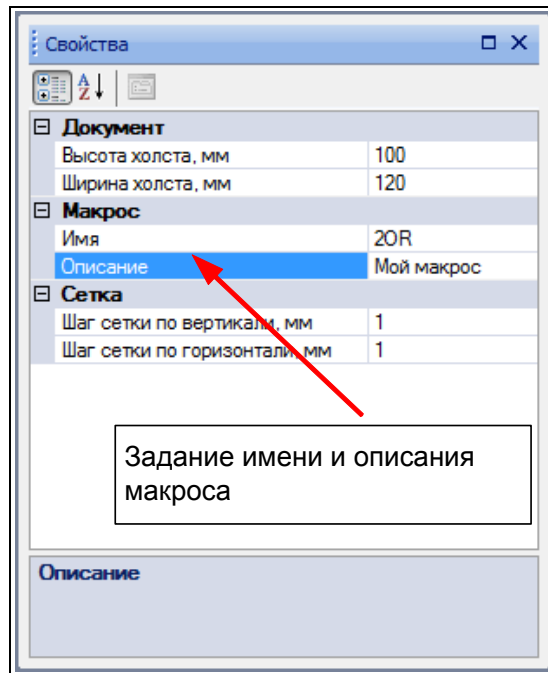 Свойства
Документ
Высота холста, мм 100
Ширина холста, мм 120
Макрос
Имя 2OR
Описание Мой макрос
Сетка
Шаг сетки по вертикали, мм 1
Шаг сетки по горизонтали, мм 1
Задание имени и описания
макроса
Описание